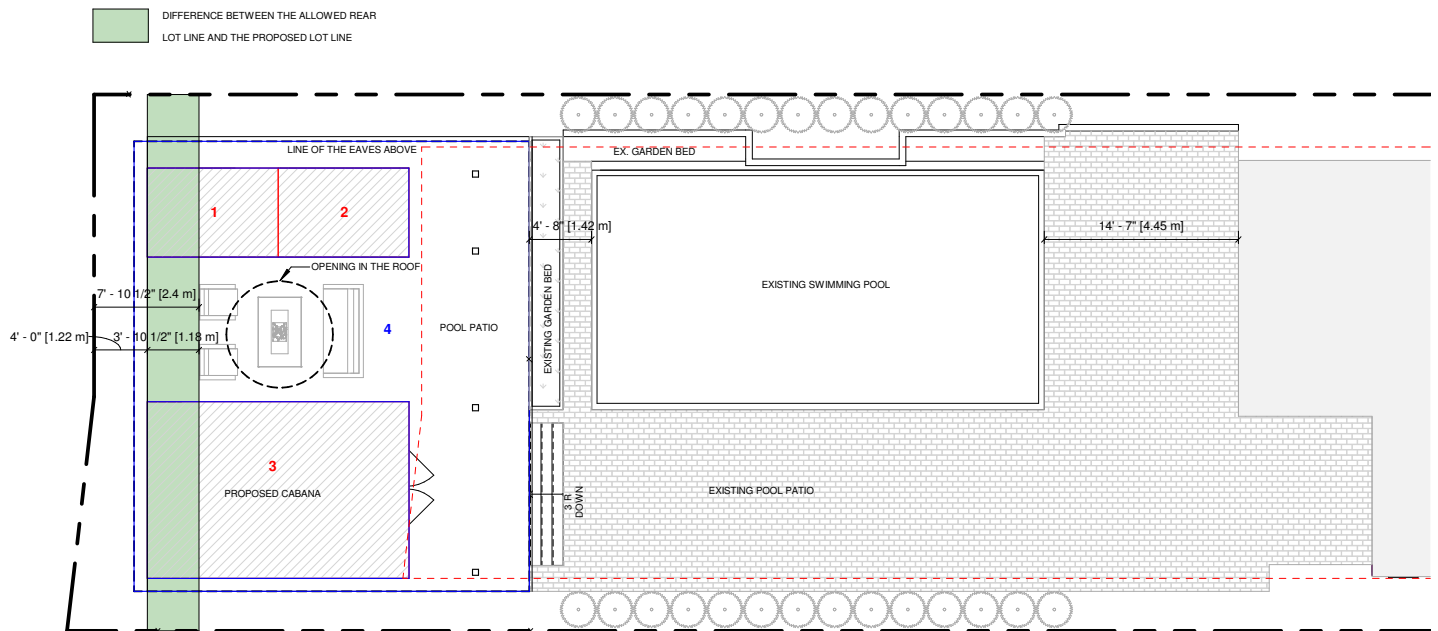 DIFFERENCE BETWEEN THE ALLOWED REAR
LOT LINE AND THE PROPOSED LOT LINE
LINE OF THE EAVES ABOVE
EX. GARDEN BED
1
2
4' - 8" [1.42 m]
14' - 7" [4.45 m]
OPENING IN THE ROOF
EXISTING SWIMMING POOL
7' - 10 1/2" [2.4 m]
4
POOL PATIO
EXISTING GARDEN BED
4' - 0" [1.22 m]
3' - 10 1/2" [1.18 m]
3
PROPOSED CABANA
EXISTING POOL PATIO
3 R
DOWN